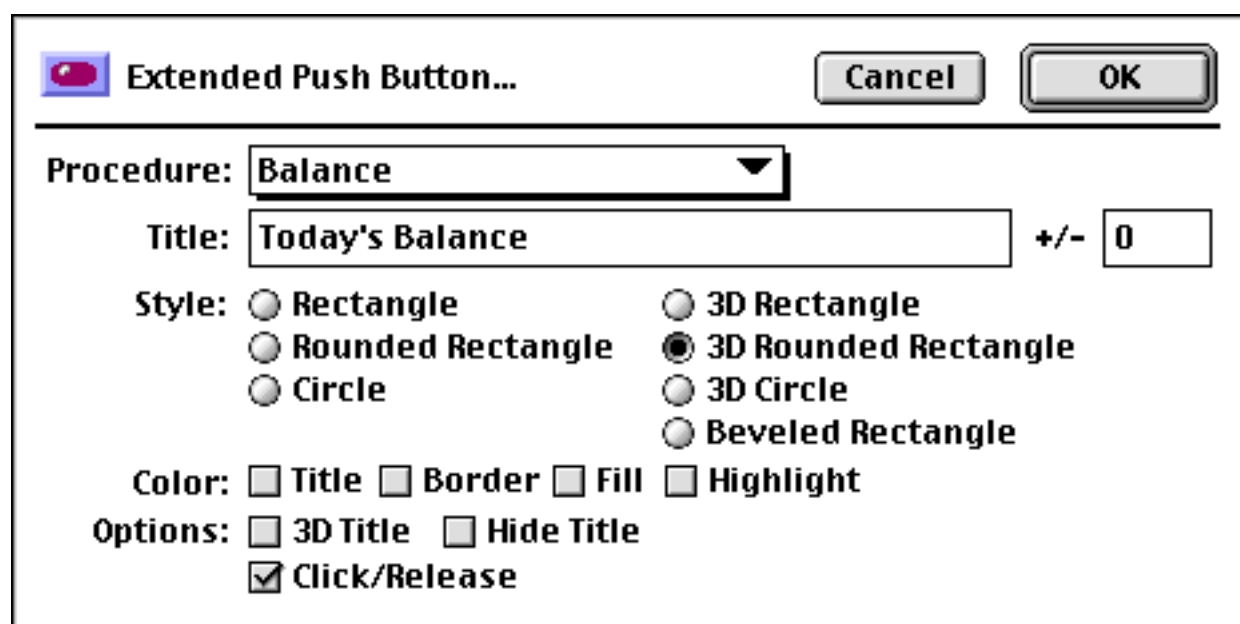 Extended Push Button... Cancel OK
Procedure: Balance
Title: Today's Balance +/- 0
Style: Rectangle 3D Rectangle
Rounded Rectangle 3D Rounded Rectangle
Circle 3D Circle
Beveled Rectangle
Color: Title Border Fill Highlight
Options: 3D Title Hide Title
Click/Release